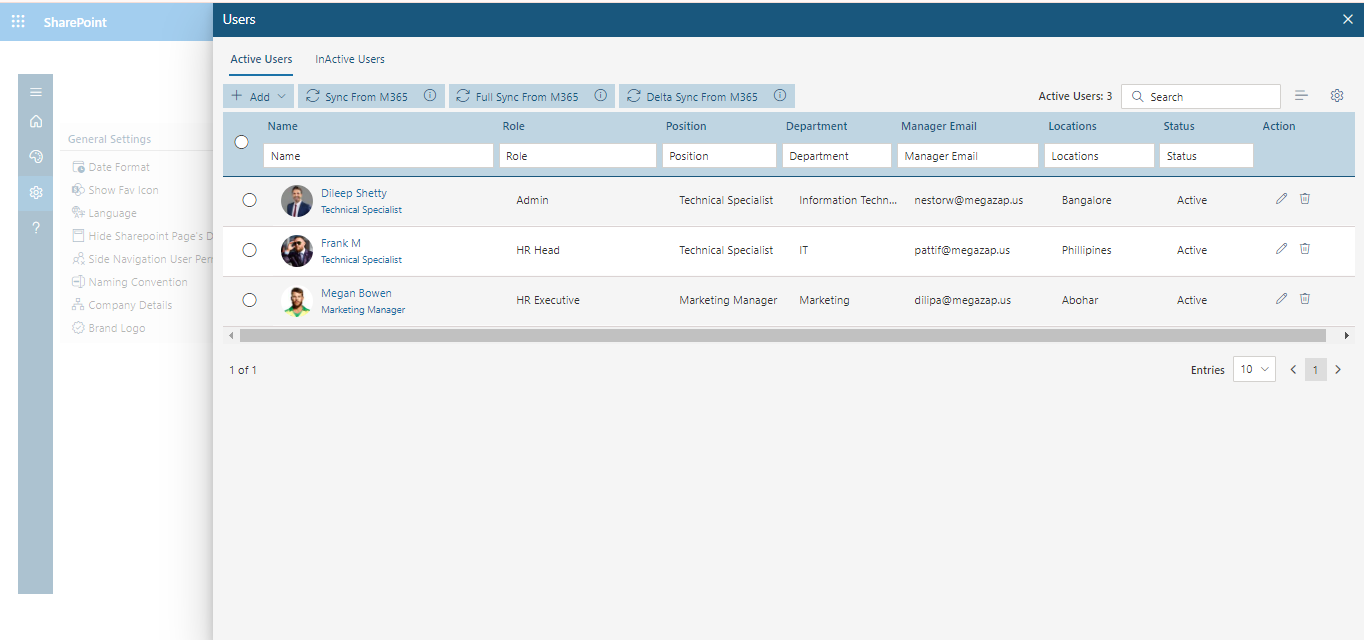 SharePoint
Users
Active Users InActive Users
Add Sync From M365 Full Sync From M365 Delta Sync From M365 Active Users: 3 Search
Name Role Position Department Manager Email Locations Status Action
Name Role Position Department Manager Email Locations Status
Dileep Shetty
Technical Specialist
Admin Technical Specialist Information Techn... nestorw@megazap.us Bangalore Active
Frank M
Technical Specialist
HR Head Technical Specialist IT pattif@megazap.us Phillipines Active
Megan Bowen
Marketing Manager
HR Executive Marketing Manager Marketing dilipa@megazap.us Abohar Active
1 of 1 Entries 10 1
General Settings
Date Format
Show Fav Icon
Language
Hide Sharepoint Page's D
Side Navigation User Per
Naming Convention
Company Details
Brand Logo